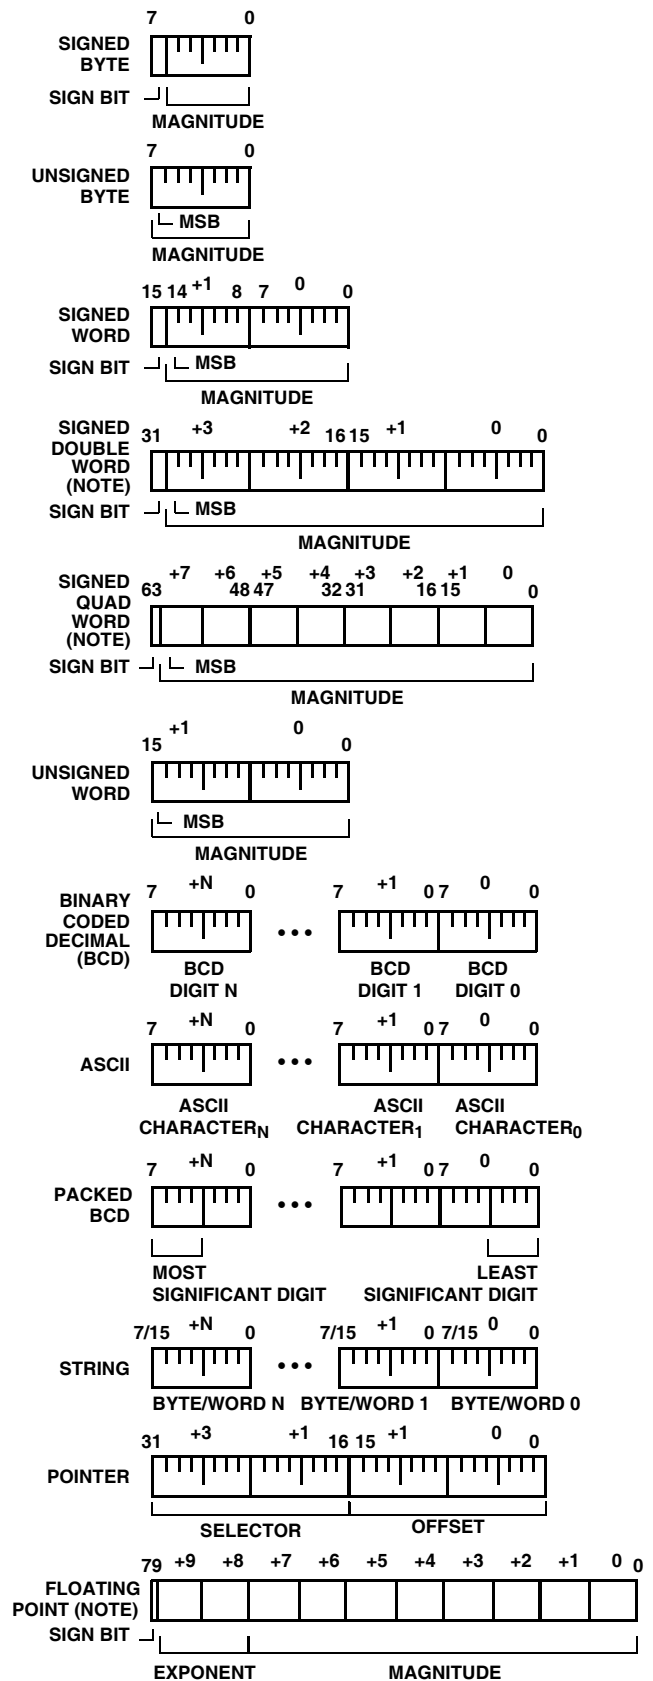 7 0
SIGNED
BYTE
SIGN BIT
MAGNITUDE
7 0
UNSIGNED
BYTE
MSB
MAGNITUDE
15 14 +1 8 7 0 0
SIGNED
WORD
SIGN BIT MSB
MAGNITUDE
SIGNED
DOUBLE
WORD
(NOTE)
31 +3 +2 16 15 +1 0 0
SIGN BIT MSB
MAGNITUDE
SIGNED
QUAD
WORD
(NOTE)
+7 +6 +5 +4 +3 +2 +1 0
63 48 47 32 31 16 15 0
SIGN BIT MSB
MAGNITUDE
+1 0
15 0
UNSIGNED
WORD
MSB
MAGNITUDE
BINARY
CODED
DECIMAL
(BCD)
7 +N 0 7 +1 0 7 0 0
•••
BCD
DIGIT N
BCD
DIGIT 1
BCD
DIGIT 0
7 +N 0 7 +1 0 7 0 0
ASCII •••
ASCII
CHARACTERN
ASCII
CHARACTER1
ASCII
CHARACTER0
7 +N 0 7 +1 0 7 0 0
PACKED
BCD
•••
MOST
SIGNIFICANT DIGIT
LEAST
SIGNIFICANT DIGIT
7/15 +N 0 7/15 +1 0 7/15 0 0
STRING •••
BYTE/WORD N BYTE/WORD 1 BYTE/WORD 0
31 +3 +1 16 15 +1 0 0
POINTER
SELECTOR OFFSET
79 +9 +8 +7 +6 +5 +4 +3 +2 +1 0 0
FLOATING
POINT (NOTE)
SIGN BIT
EXPONENT MAGNITUDE